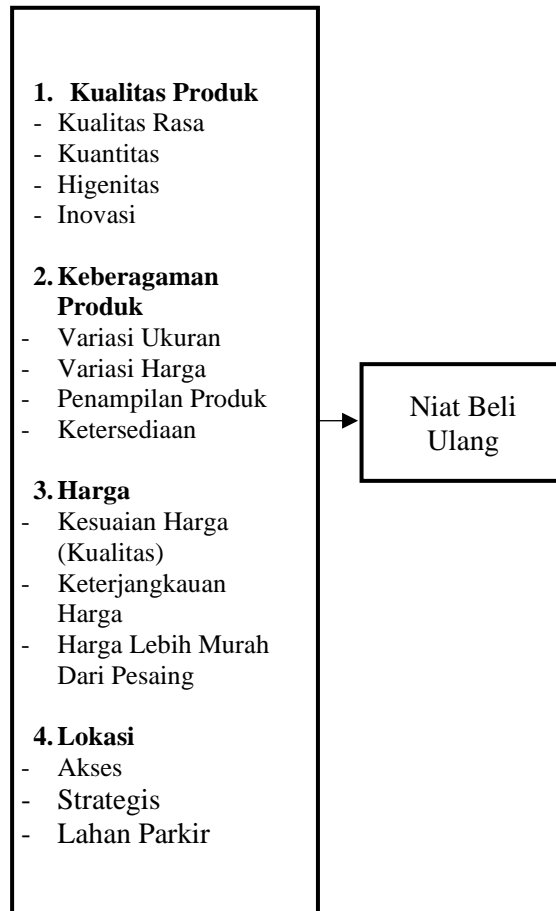 1. Kualitas Produk
- Kualitas Rasa
- Kuantitas
- Higenitas
- Inovasi
2. Keberagaman
Produk
- Variasi Ukuran
- Variasi Harga
- Penampilan Produk
- Ketersediaan
3. Harga
- Kesuaian Harga
(Kualitas)
- Keterjangkauan
Harga
- Harga Lebih Murah
Dari Pesaing
4. Lokasi
- Akses
- Strategis
- Lahan Parkir
Niat Beli
Ulang